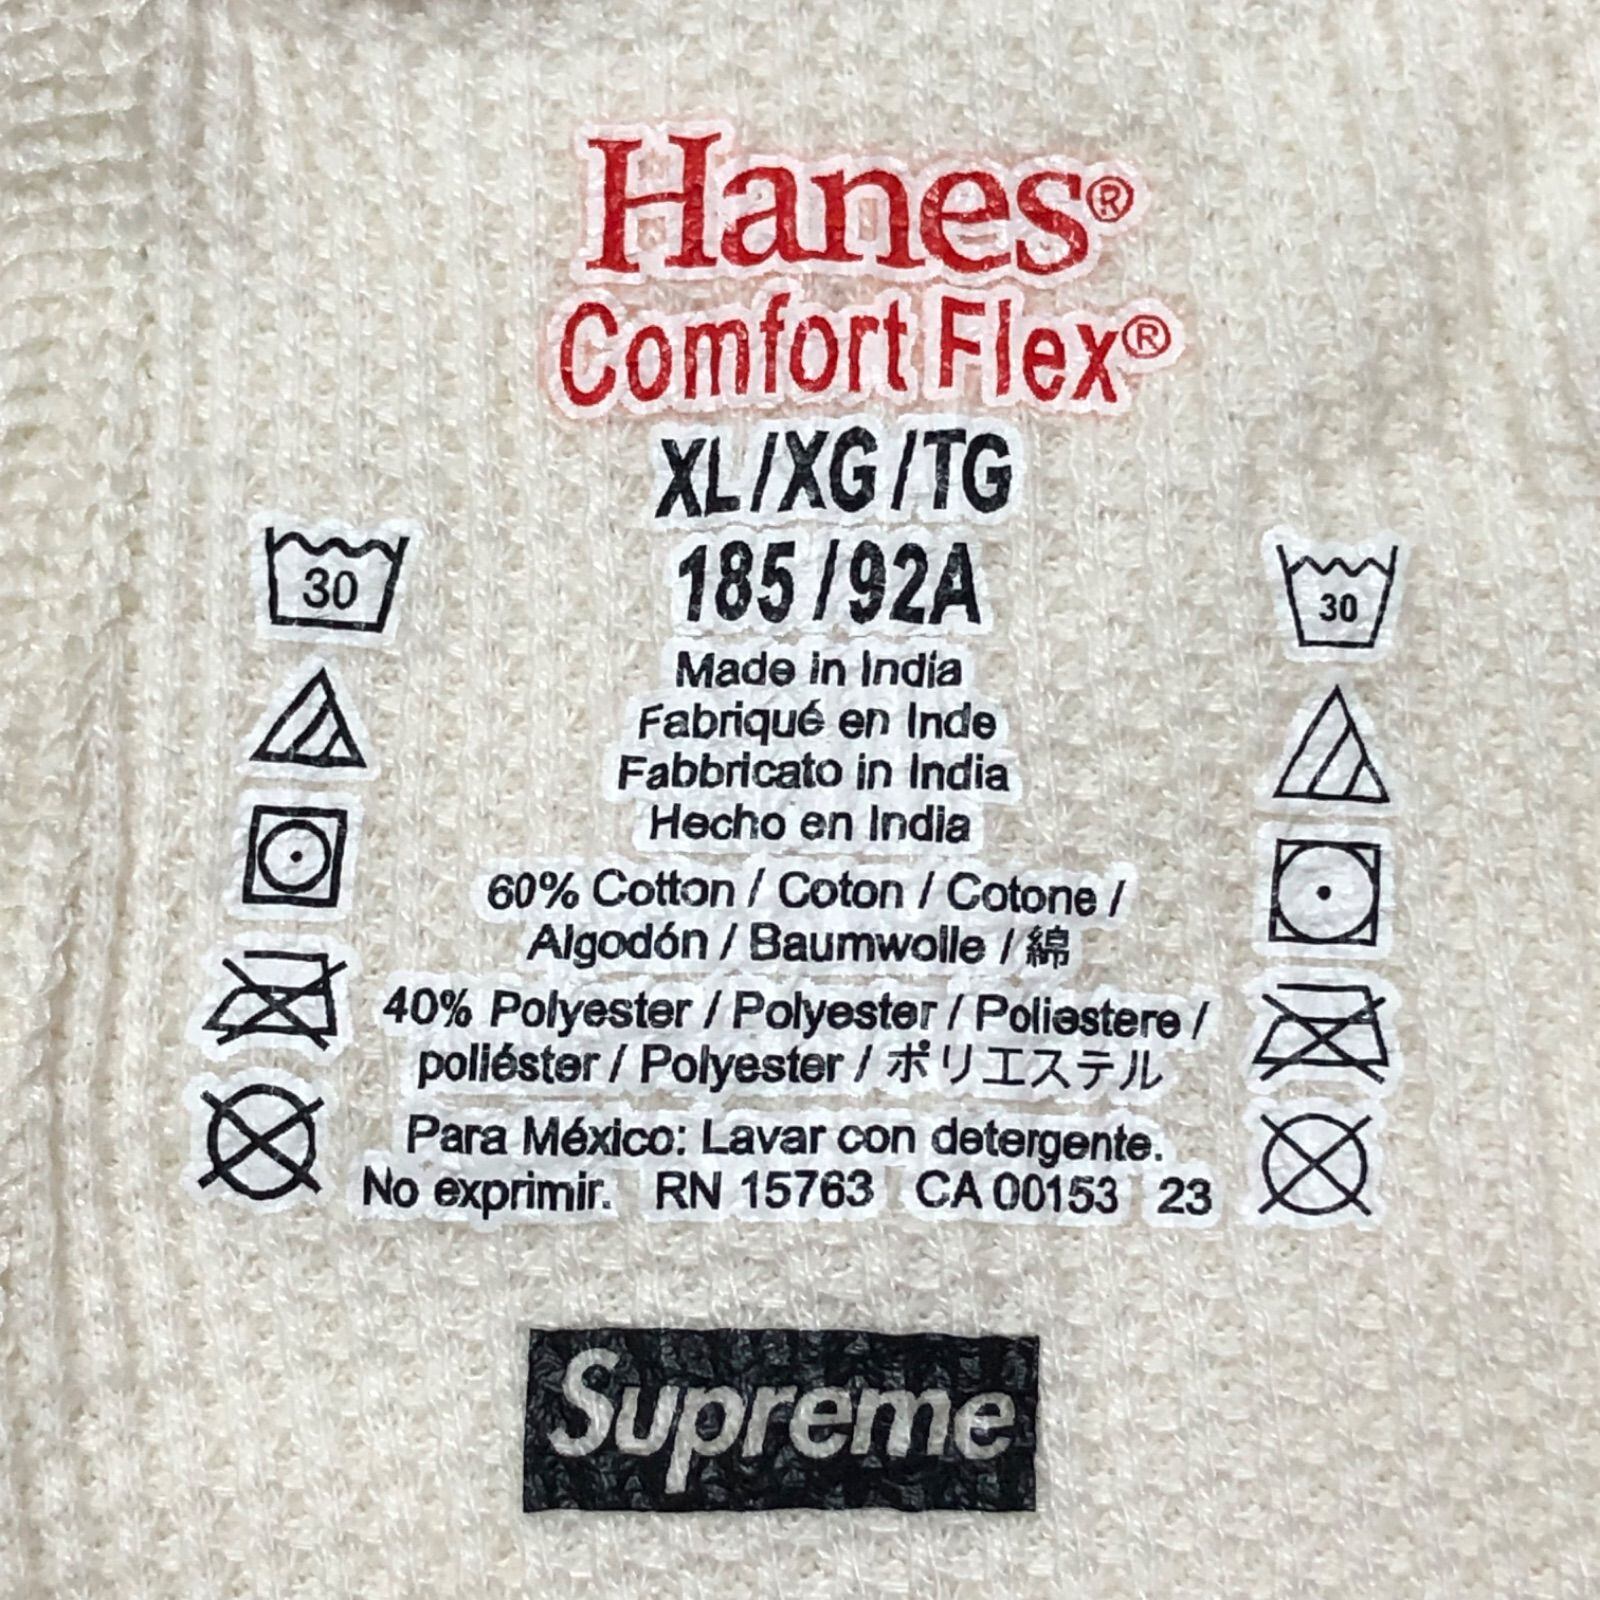 Hanes®
Comfort Flex®
XL/XG/TG
185/92A
30
30
Made in India
Fabriqué en Inde
Fabbricato in India
Hecho en India
60% Cotton / Coton / Cotone /
Algodón / Baumwolle / 綿
40% Polyester / Polyester / Poliestere /
poliéster / Polyester / ポリエステル
Para México: Lavar con detergente.
No exprimir. RN 15763 CA 00153 23
Supreme